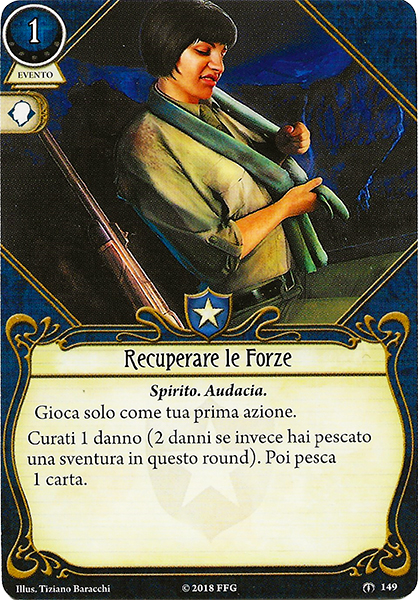 1
EVENTO
Recuperare le Forze
Spirito. Audacia.
Gioca solo come tua prima azione.
Curati 1 danno (2 danni se invece hai pescato
una sventura in questo round). Poi pesca
1 carta.
Illus. Tiziano Baracchi © 2018 FFG 149